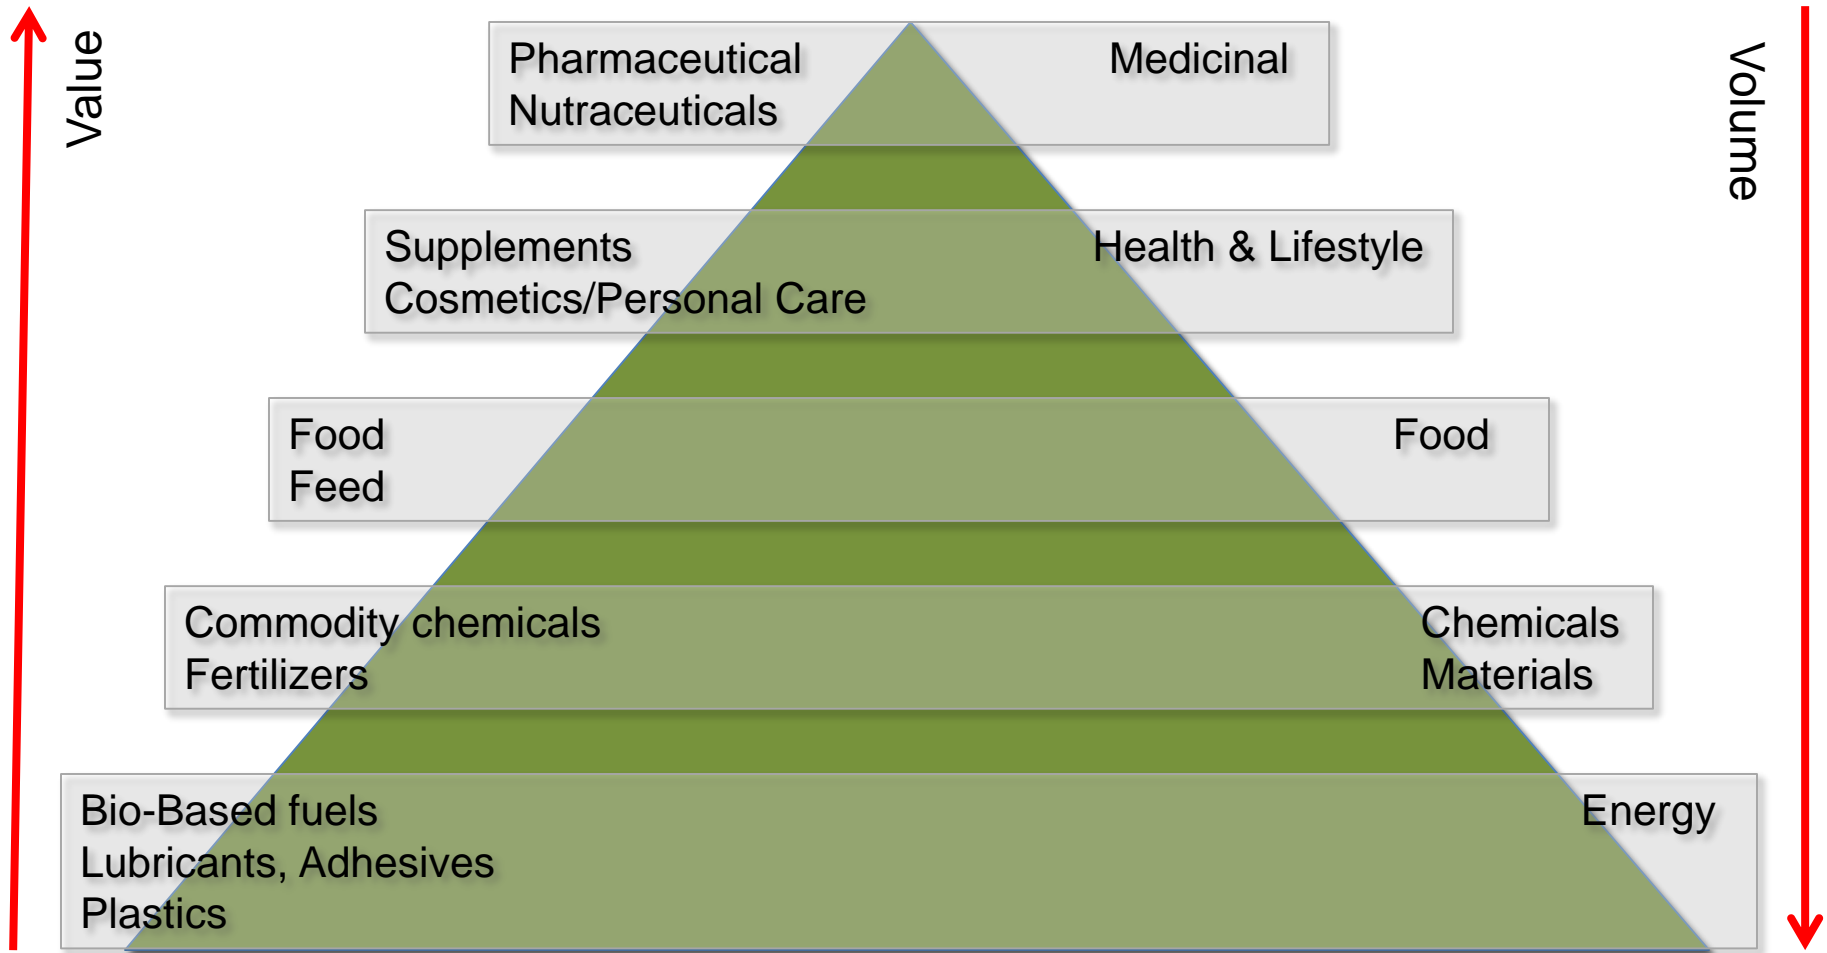 Value
Volume
Pharmaceutical Medicinal
Nutraceuticals
Supplements Health & Lifestyle
Cosmetics/Personal Care
Food Food
Feed
Commodity chemicals Chemicals
Fertilizers Materials
Bio-Based fuels Energy
Lubricants, Adhesives
Plastics